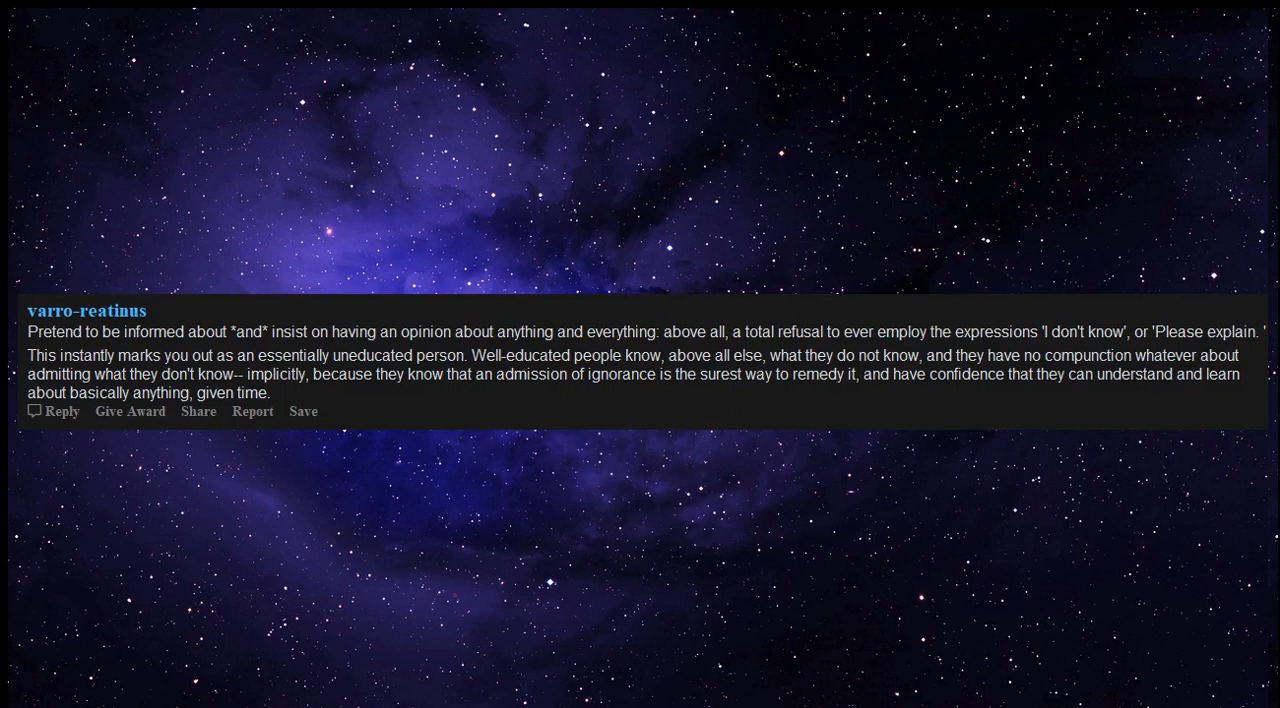 varro-reatinus
Pretend to be informed about *and* insist on having an opinion about anything and everything: above all, a total refusal to ever employ the expressions 'I don't know', or 'Please explain. '
This instantly marks you out as an essentially uneducated person. Well-educated people know, above all else, what they do not know, and they have no compunction whatever about
admitting what they don't know-- implicitly, because they know that an admission of ignorance is the surest way to remedy it, and have confidence that they can understand and learn
about basically anything, given time.
Reply Give Award Share Report Save